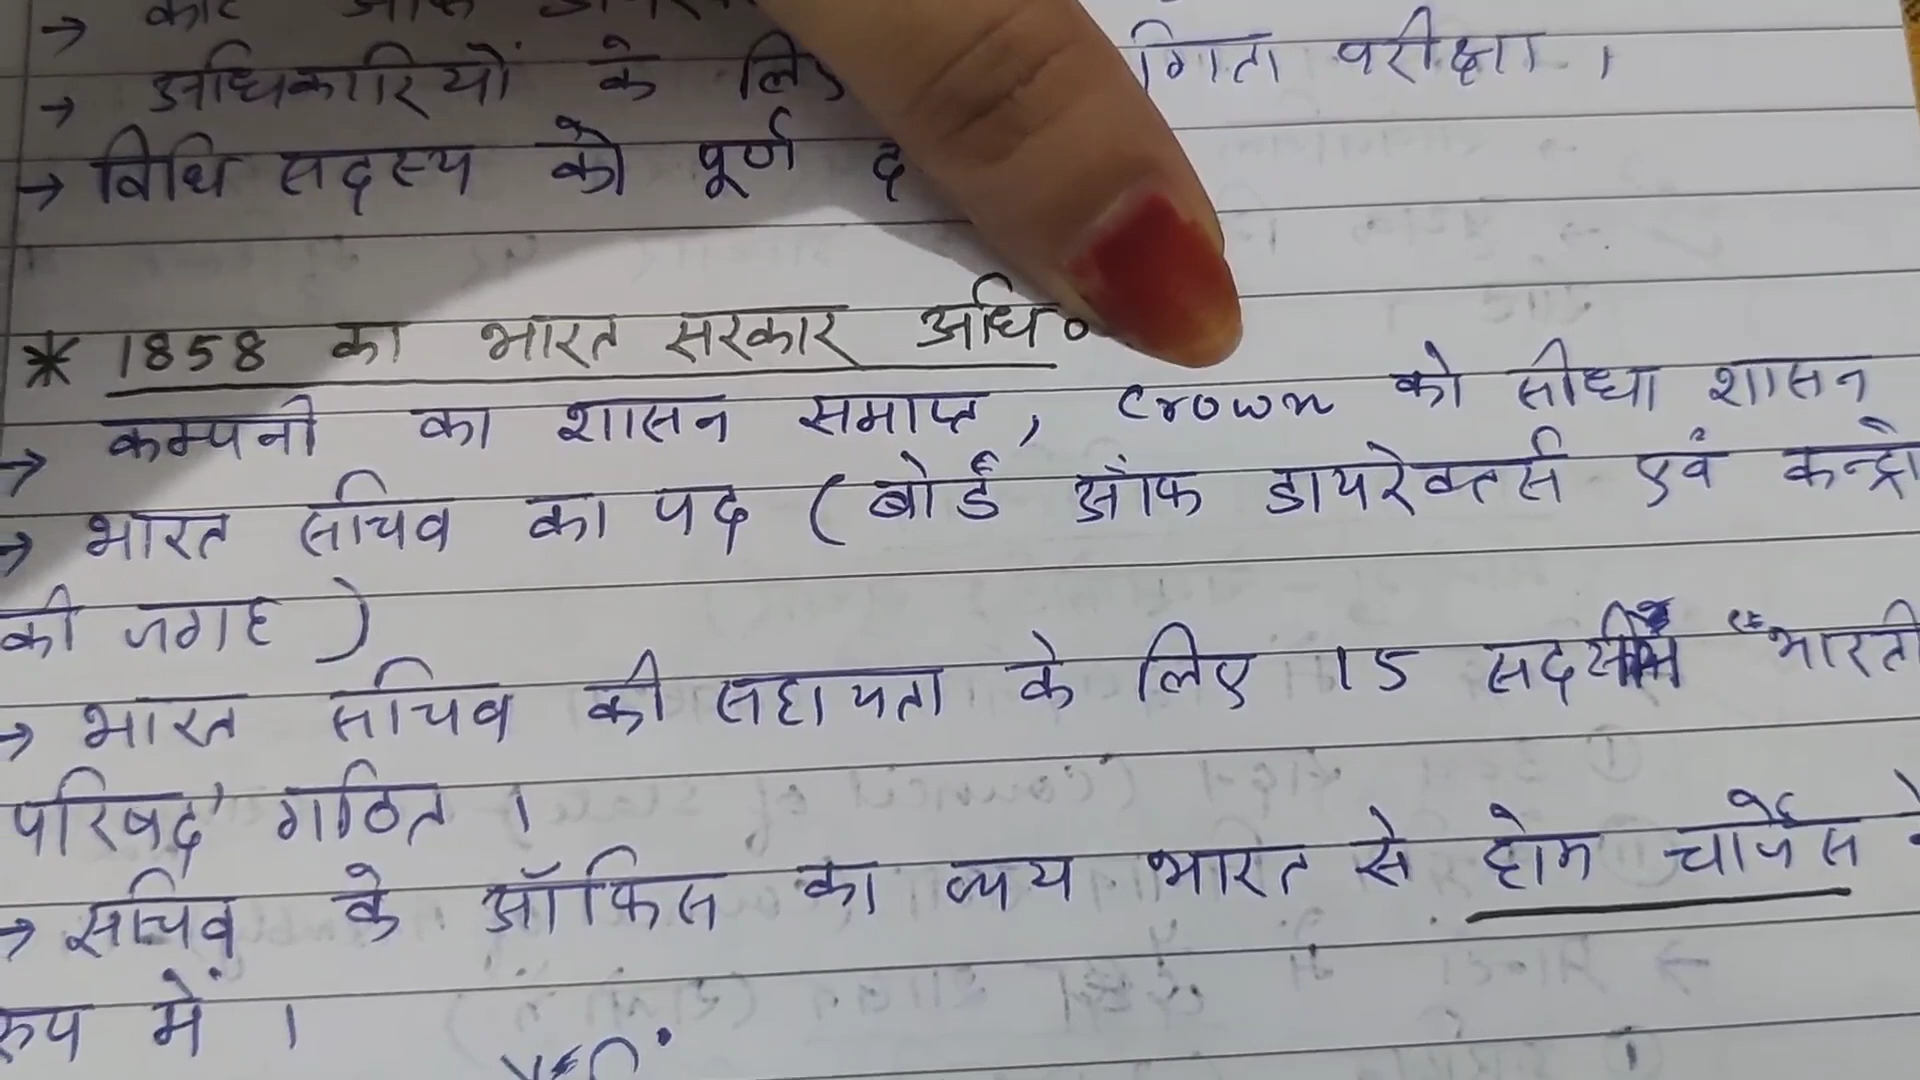 → कोर्ट ऑफ
→ अधिकारियों के लिए गिता परीक्षा ।
→ विधि सदस्य को पूर्ण द
* 1858 का भारत सरकार अधि०
→ कम्पनी का शासन समाप्त, crown को सीधा शासन
→ भारत सचिव का पद (बोर्ड ऑफ डायरेक्टर्स एवं कन्ट्रो
की जगह )
→ भारत सचिव की सहायता के लिए 15 सदस्यीय "भारती
परिषद' गठित ।
→ सचिव के ऑफिस का व्यय भारत से होम चार्जेस
रुप में ।